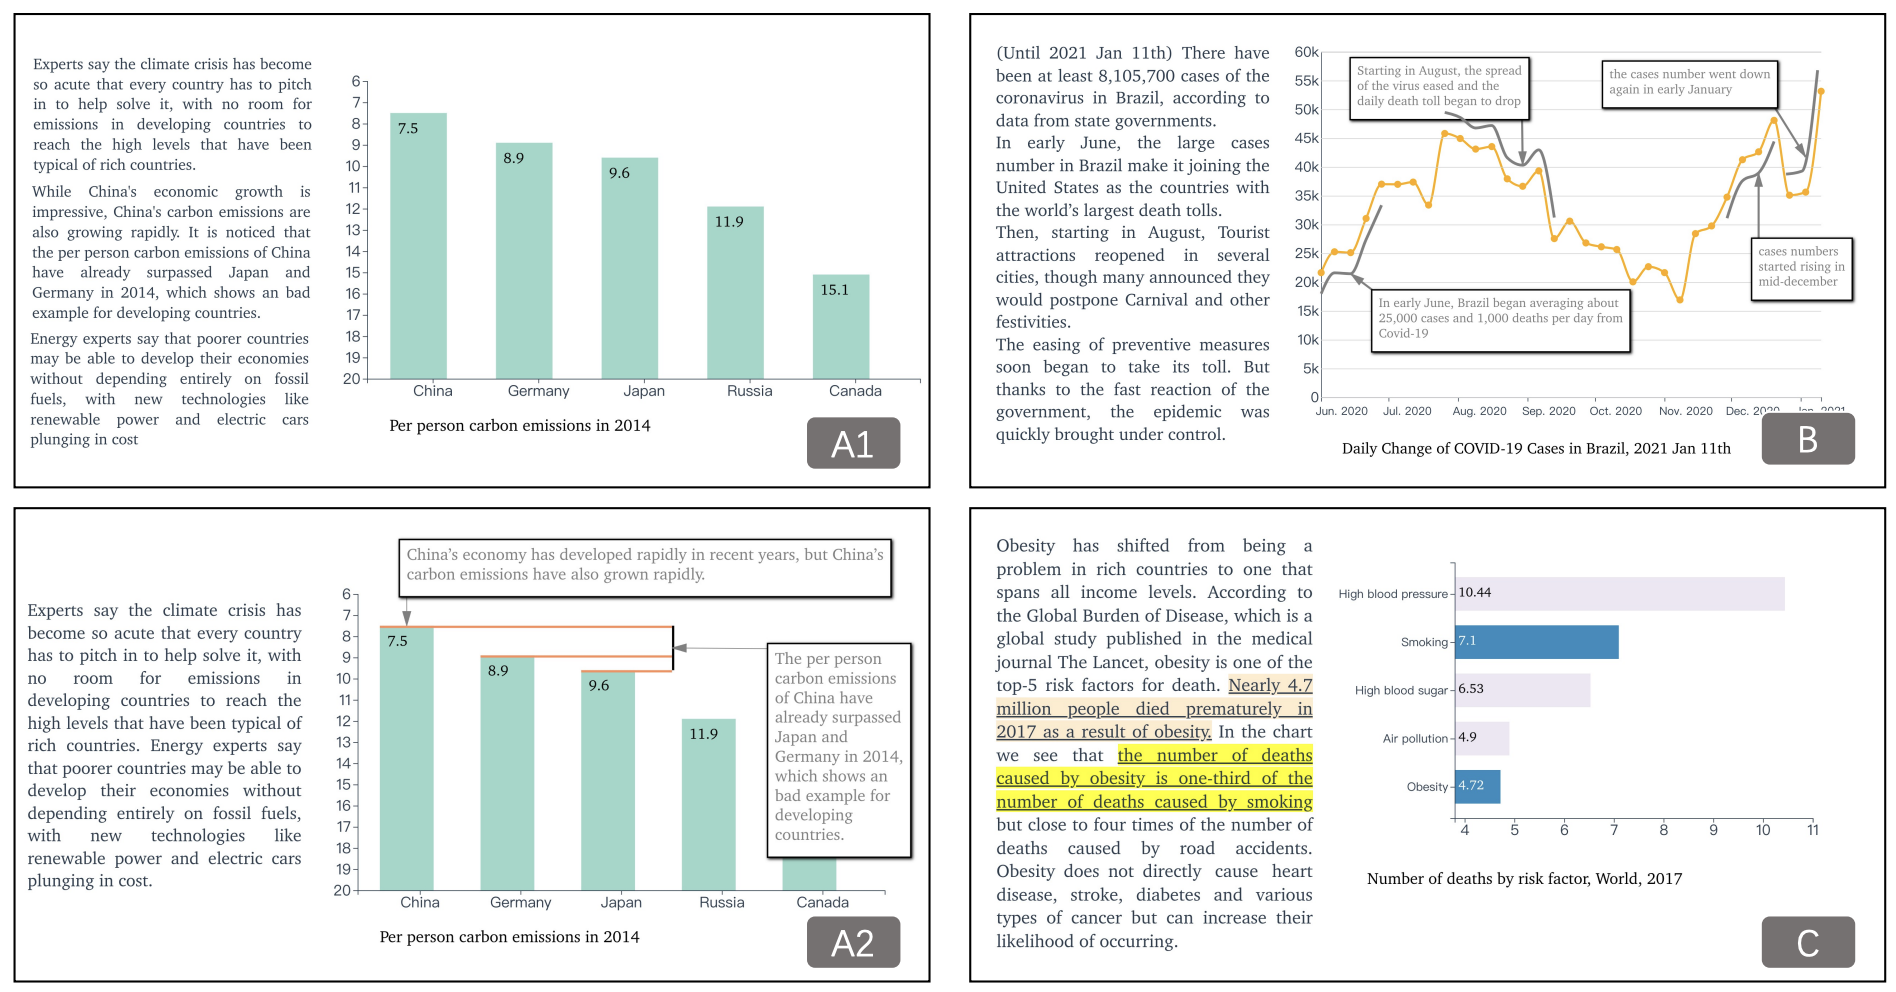 Experts say the climate crisis has become
so acute that every country has to pitch
in to help solve it, with no room for
emissions in developing countries to
reach the high levels that have been
typical of rich countries.
While China's economic growth is
impressive, China's carbon emissions are
also growing rapidly. It is noticed that
the per person carbon emissions of China
have already surpassed Japan and
Germany in 2014, which shows an bad
example for developing countries.
Energy experts say that poorer countries
may be able to develop their economies
without depending entirely on fossil
fuels, with new technologies like
renewable power and electric cars
plunging in cost
6
7
8
9
10
11
12
13
14
15
16
17
18
19
20
7.5
8.9
9.6
11.9
15.1
China Germany Japan Russia Canada
Per person carbon emissions in 2014
A1
(Until 2021 Jan 11th) There have
been at least 8,105,700 cases of the
coronavirus in Brazil, according to
data from state governments.
In early June, the large cases
number in Brazil make it joining the
United States as the countries with
the world's largest death tolls.
Then, starting in August, Tourist
attractions reopened in several
cities, though many announced they
would postpone Carnival and other
festivities.
The easing of preventive measures
soon began to take its toll. But
thanks to the fast reaction of the
government, the epidemic was
quickly brought under control.
60k
55k
50k
45k
40k
35k
30k
25k
20k
15k
10k
5k
0
Starting in August, the spread
of the virus eased and the
daily death toll began to drop
the cases number went down
again in early January
cases numbers
started rising in
mid-december
In early June, Brazil began averaging about
25,000 cases and 1,000 deaths per day from
Covid-19
Jun. 2020 Jul. 2020 Aug. 2020 Sep. 2020 Oct. 2020 Nov. 2020 Dec. 2020 Jan. 2021
Daily Change of COVID-19 Cases in Brazil, 2021 Jan 11th
B
Experts say the climate crisis has
become so acute that every country
has to pitch in to help solve it, with
no room for emissions in
developing countries to reach the
high levels that have been typical of
rich countries. Energy experts say
that poorer countries may be able to
develop their economies without
depending entirely on fossil fuels,
with new technologies like
renewable power and electric cars
plunging in cost.
China's economy has developed rapidly in recent years, but China's
carbon emissions have also grown rapidly.
6
7
8
9
10
11
12
13
14
15
16
17
18
19
20
7.5
8.9
9.6
11.9
The per person
carbon emissions
of China have
already surpassed
Japan and
Germany in 2014,
which shows an
bad example for
developing
countries.
China Germany Japan Russia Canada
Per person carbon emissions in 2014
A2
Obesity has shifted from being a
problem in rich countries to one that
spans all income levels. According to
the Global Burden of Disease, which is a
global study published in the medical
journal The Lancet, obesity is one of the
top-5 risk factors for death. Nearly 4.7
million people died prematurely in
2017 as a result of obesity. In the chart
we see that the number of deaths
caused by obesity is one-third of the
number of deaths caused by smoking
but close to four times of the number of
deaths caused by road accidents.
Obesity does not directly cause heart
disease, stroke, diabetes and various
types of cancer but can increase their
likelihood of occurring.
High blood pressure 10.44
Smoking 7.1
High blood sugar 6.53
Air pollution 4.9
Obesity 4.72
4 5 6 7 8 9 10 11
Number of deaths by risk factor, World, 2017
C